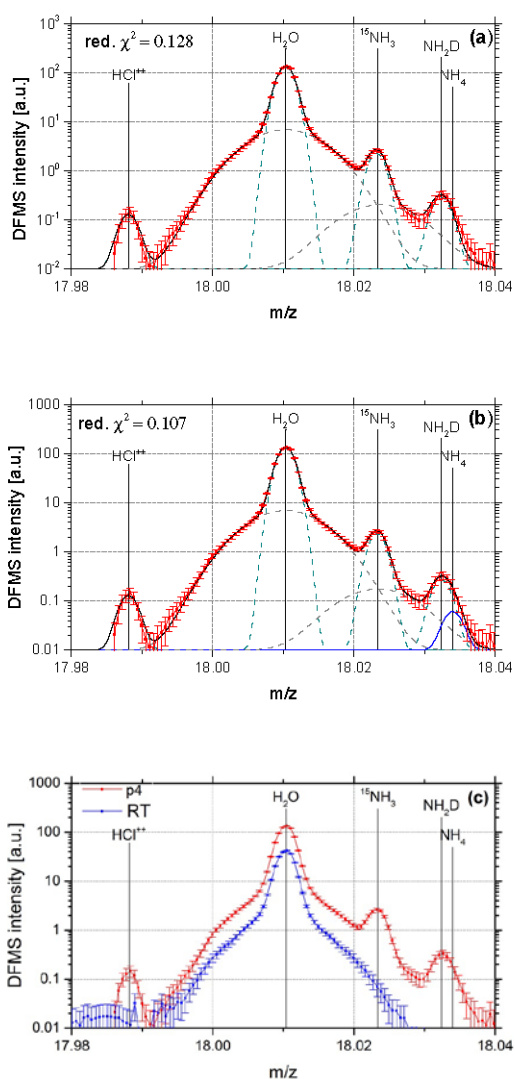 (a)
red. χ² = 0.128
H₂O
¹⁵NH₃
NH₂D
NH₄
HCl⁺⁺
DFMS intensity [a.u.]
10³
10²
10¹
10⁰
10⁻¹
10⁻²
17.98 18.00 18.02 18.04
m/z
(b)
red. χ² = 0.107
H₂O
¹⁵NH₃
NH₂D
NH₄
HCl⁺⁺
DFMS intensity [a.u.]
1000
100
10
1
0.1
0.01
17.98 18.00 18.02 18.04
m/z
(c)
p4
RT
H₂O
¹⁵NH₃
NH₂D
NH₄
HCl⁺⁺
DFMS intensity [a.u.]
1000
100
10
1
0.1
0.01
17.98 18.00 18.02 18.04
m/z